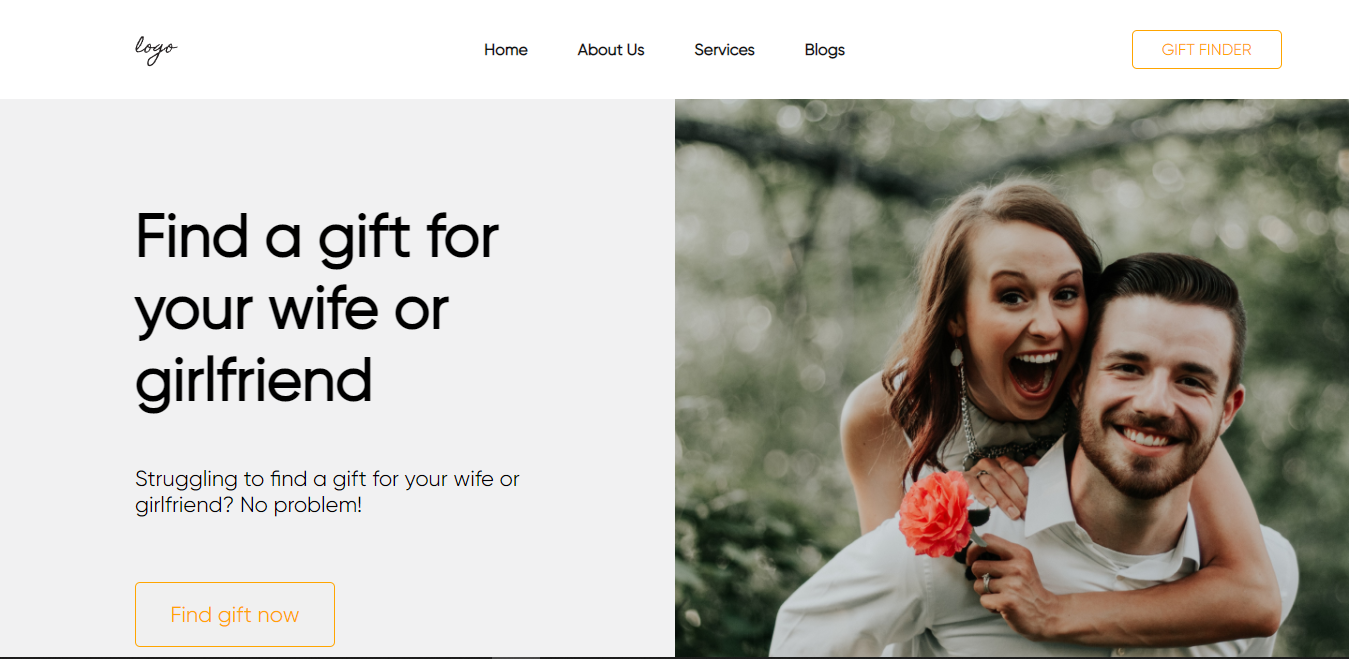 logo
Home
About Us
Services
Blogs
GIFT FINDER
Find a gift for
your wife or
girlfriend
Struggling to find a gift for your wife or
girlfriend? No problem!
Find gift now